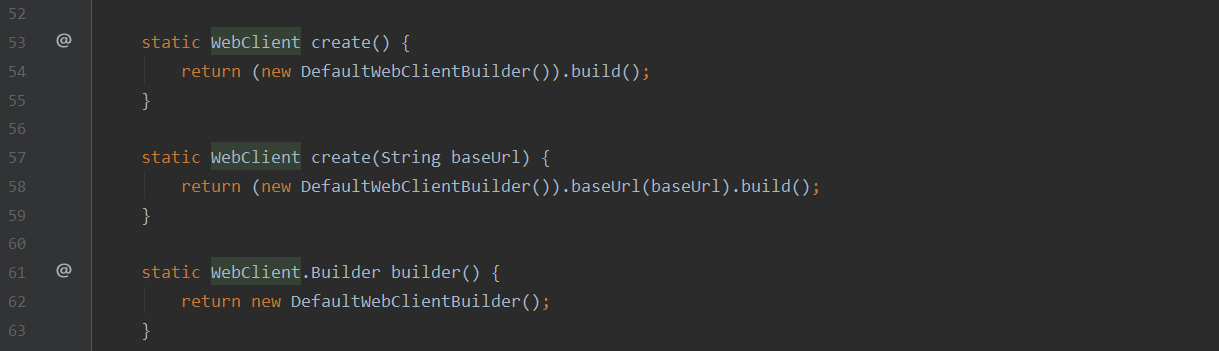 52
53 @ static WebClient create() {
54 return (new DefaultWebClientBuilder()).build();
55 }
56
57 static WebClient create(String baseUrl) {
58 return (new DefaultWebClientBuilder()).baseUrl(baseUrl).build();
59 }
60
61 @ static WebClient.Builder builder() {
62 return new DefaultWebClientBuilder();
63 }